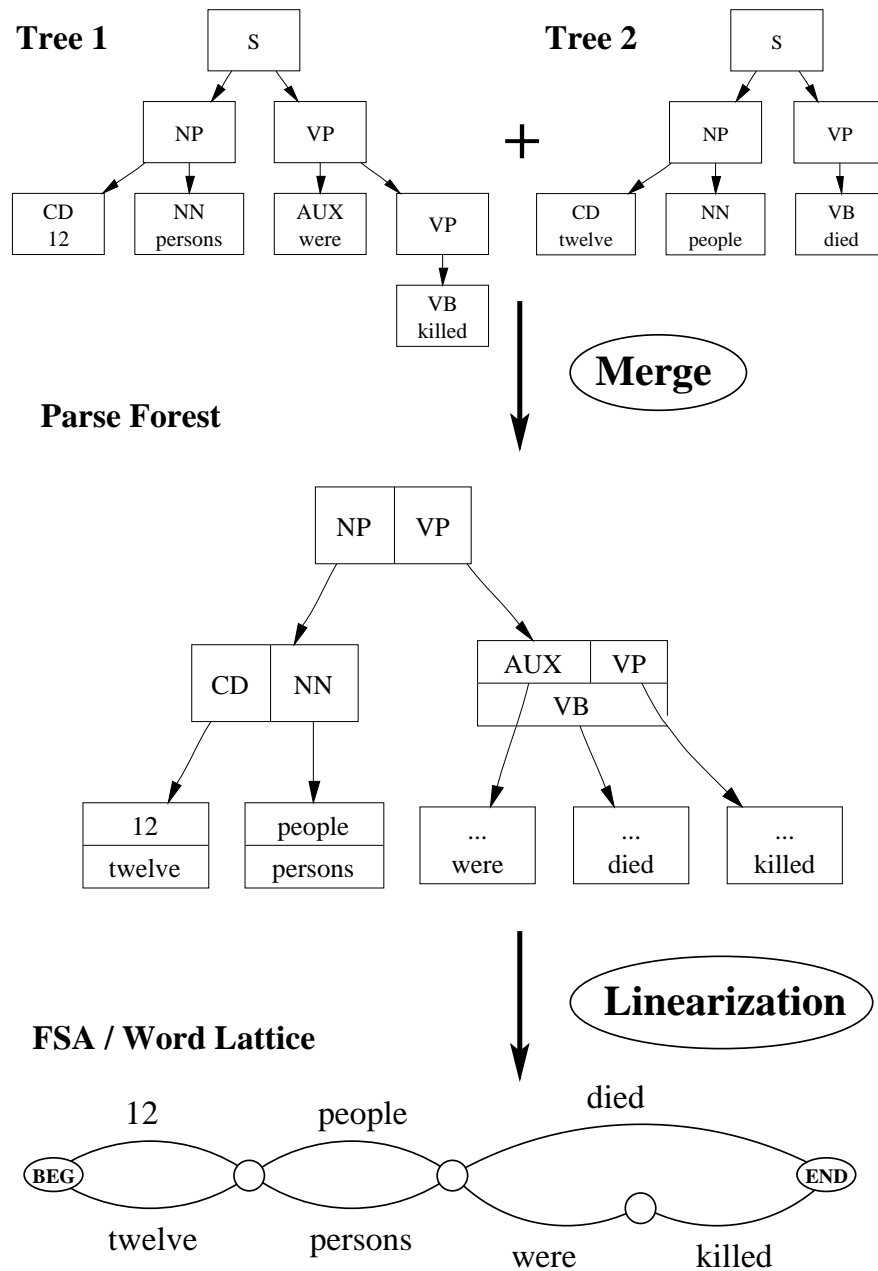 Tree 1
S
NP
VP
CD
12
NN
persons
AUX
were
VP
VB
killed
+
Tree 2
S
NP
VP
CD
twelve
NN
people
VB
died
Merge
Parse Forest
NP VP
CD NN
AUX VP
VB
12
twelve
people
persons
...
were
...
died
...
killed
Linearization
FSA / Word Lattice
12 people died
BEG END
twelve persons were killed